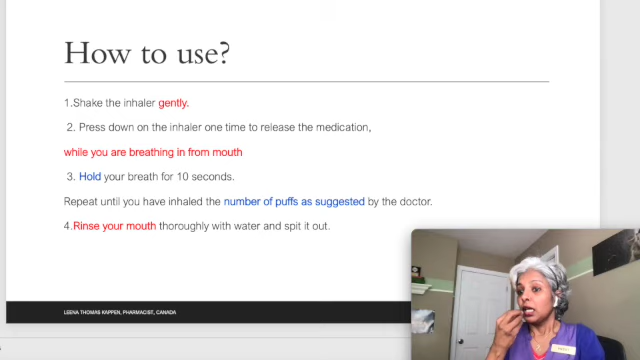 How to use?
1.Shake the inhaler gently.
2. Press down on the inhaler one time to release the medication,
while you are breathing in from mouth
3. Hold your breath for 10 seconds.
Repeat until you have inhaled the number of puffs as suggested by the doctor.
4.Rinse your mouth thoroughly with water and spit it out.
LEENA THOMAS KAPPEN, PHARMACIST, CANADA